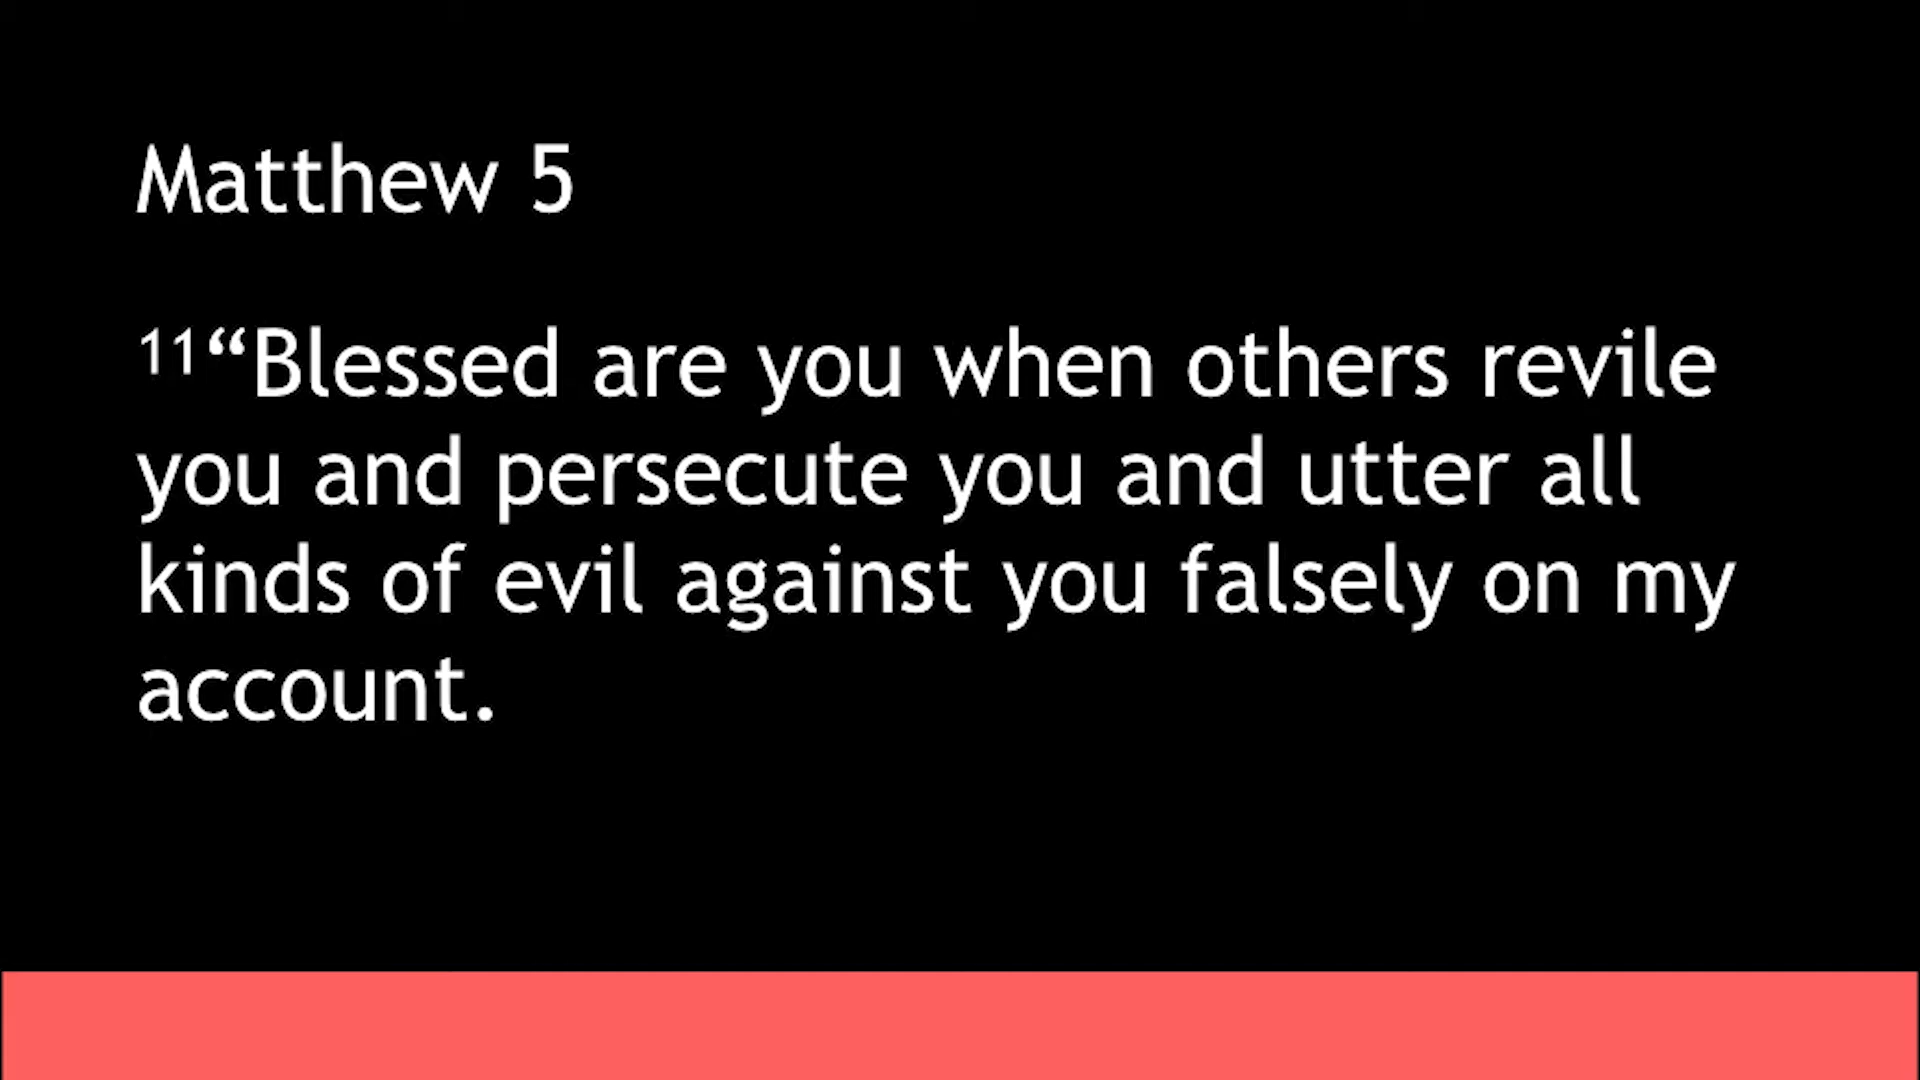 Matthew 5
¹¹“Blessed are you when others revile
you and persecute you and utter all
kinds of evil against you falsely on my
account.